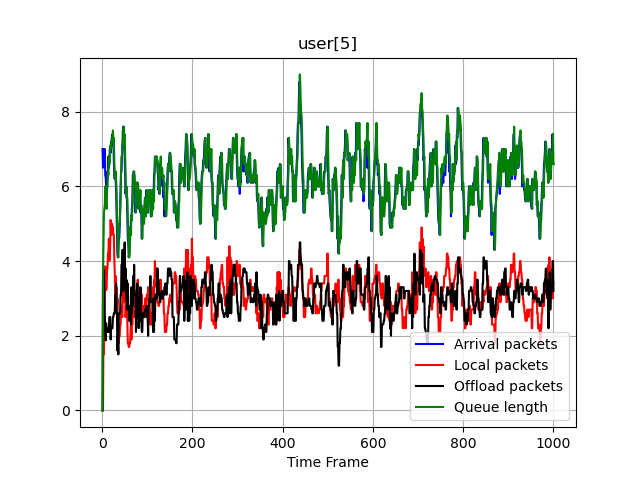 user[5]
8
6
4
2
0
0 200 400 600 800 1000
Time Frame
Arrival packets
Local packets
Offload packets
Queue length